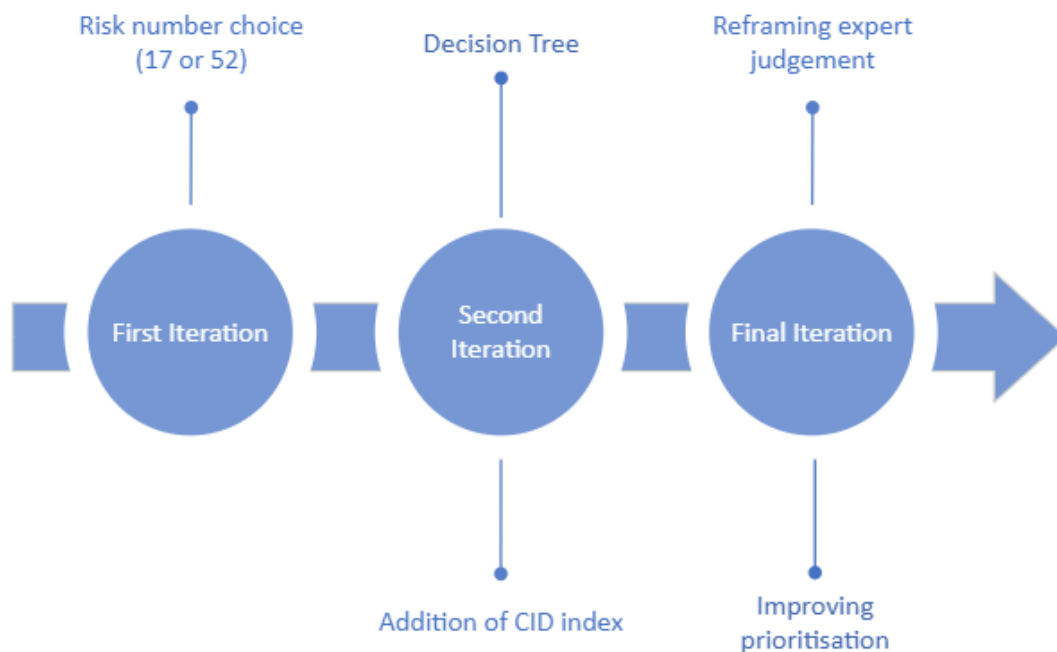 Risk number choice
(17 or 52)
Decision Tree
Reframing expert
judgement
First Iteration
Second
Iteration
Final Iteration
Addition of CID index
Improving
prioritisation